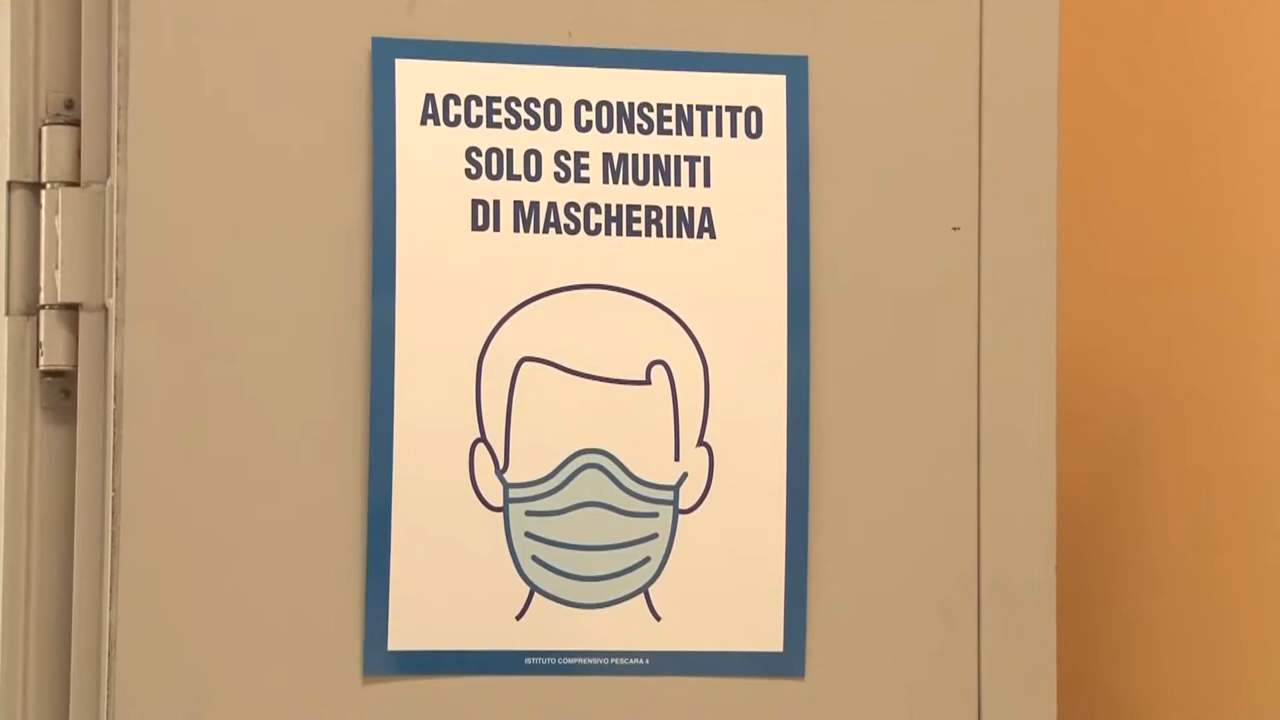 ACCESSO CONSENTITO
SOLO SE MUNITI
DI MASCHERINA
ISTITUTO COMPRENSIVO PESCARA 4